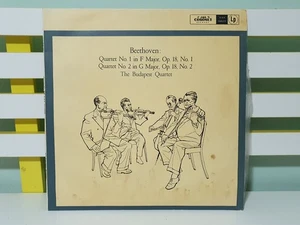 Beethoven
Quartet No. 1 in F Major, Op. 18, No. 1
Quartet No. 2 in G Major, Op. 18, No. 2
The Budapest Quartet